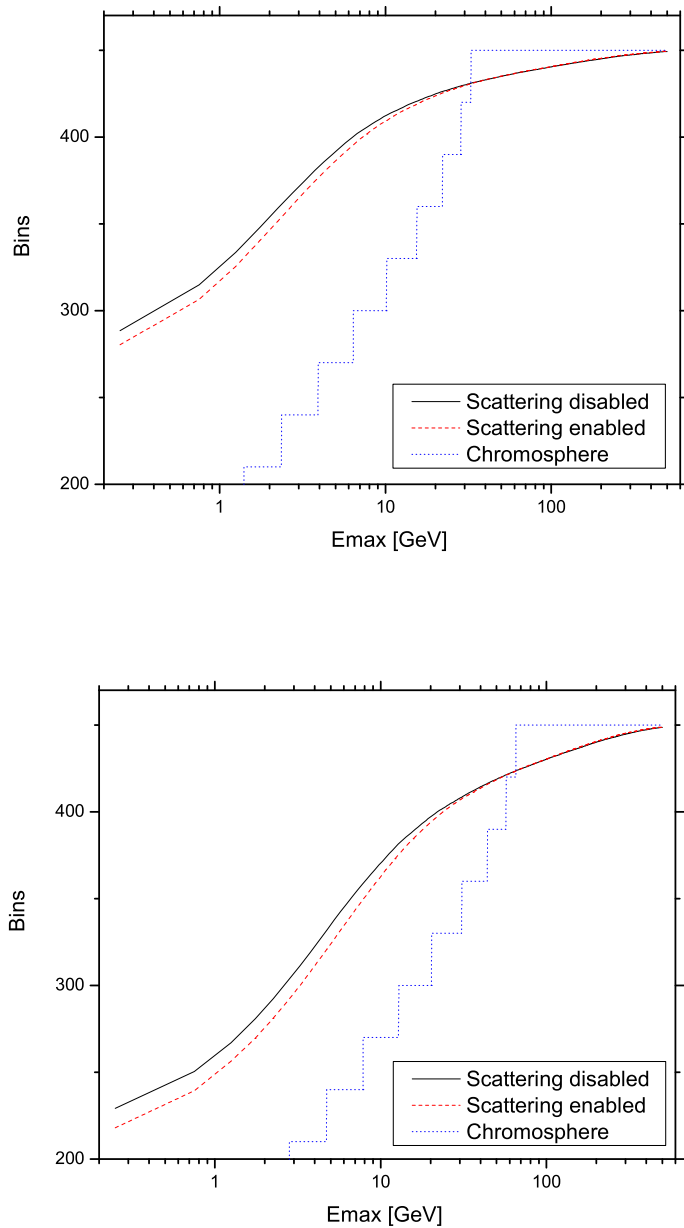 400
300
200
Bins
1
10
100
Emax [GeV]
Scattering disabled
Scattering enabled
Chromosphere
400
300
200
Bins
1
10
100
Emax [GeV]
Scattering disabled
Scattering enabled
Chromosphere